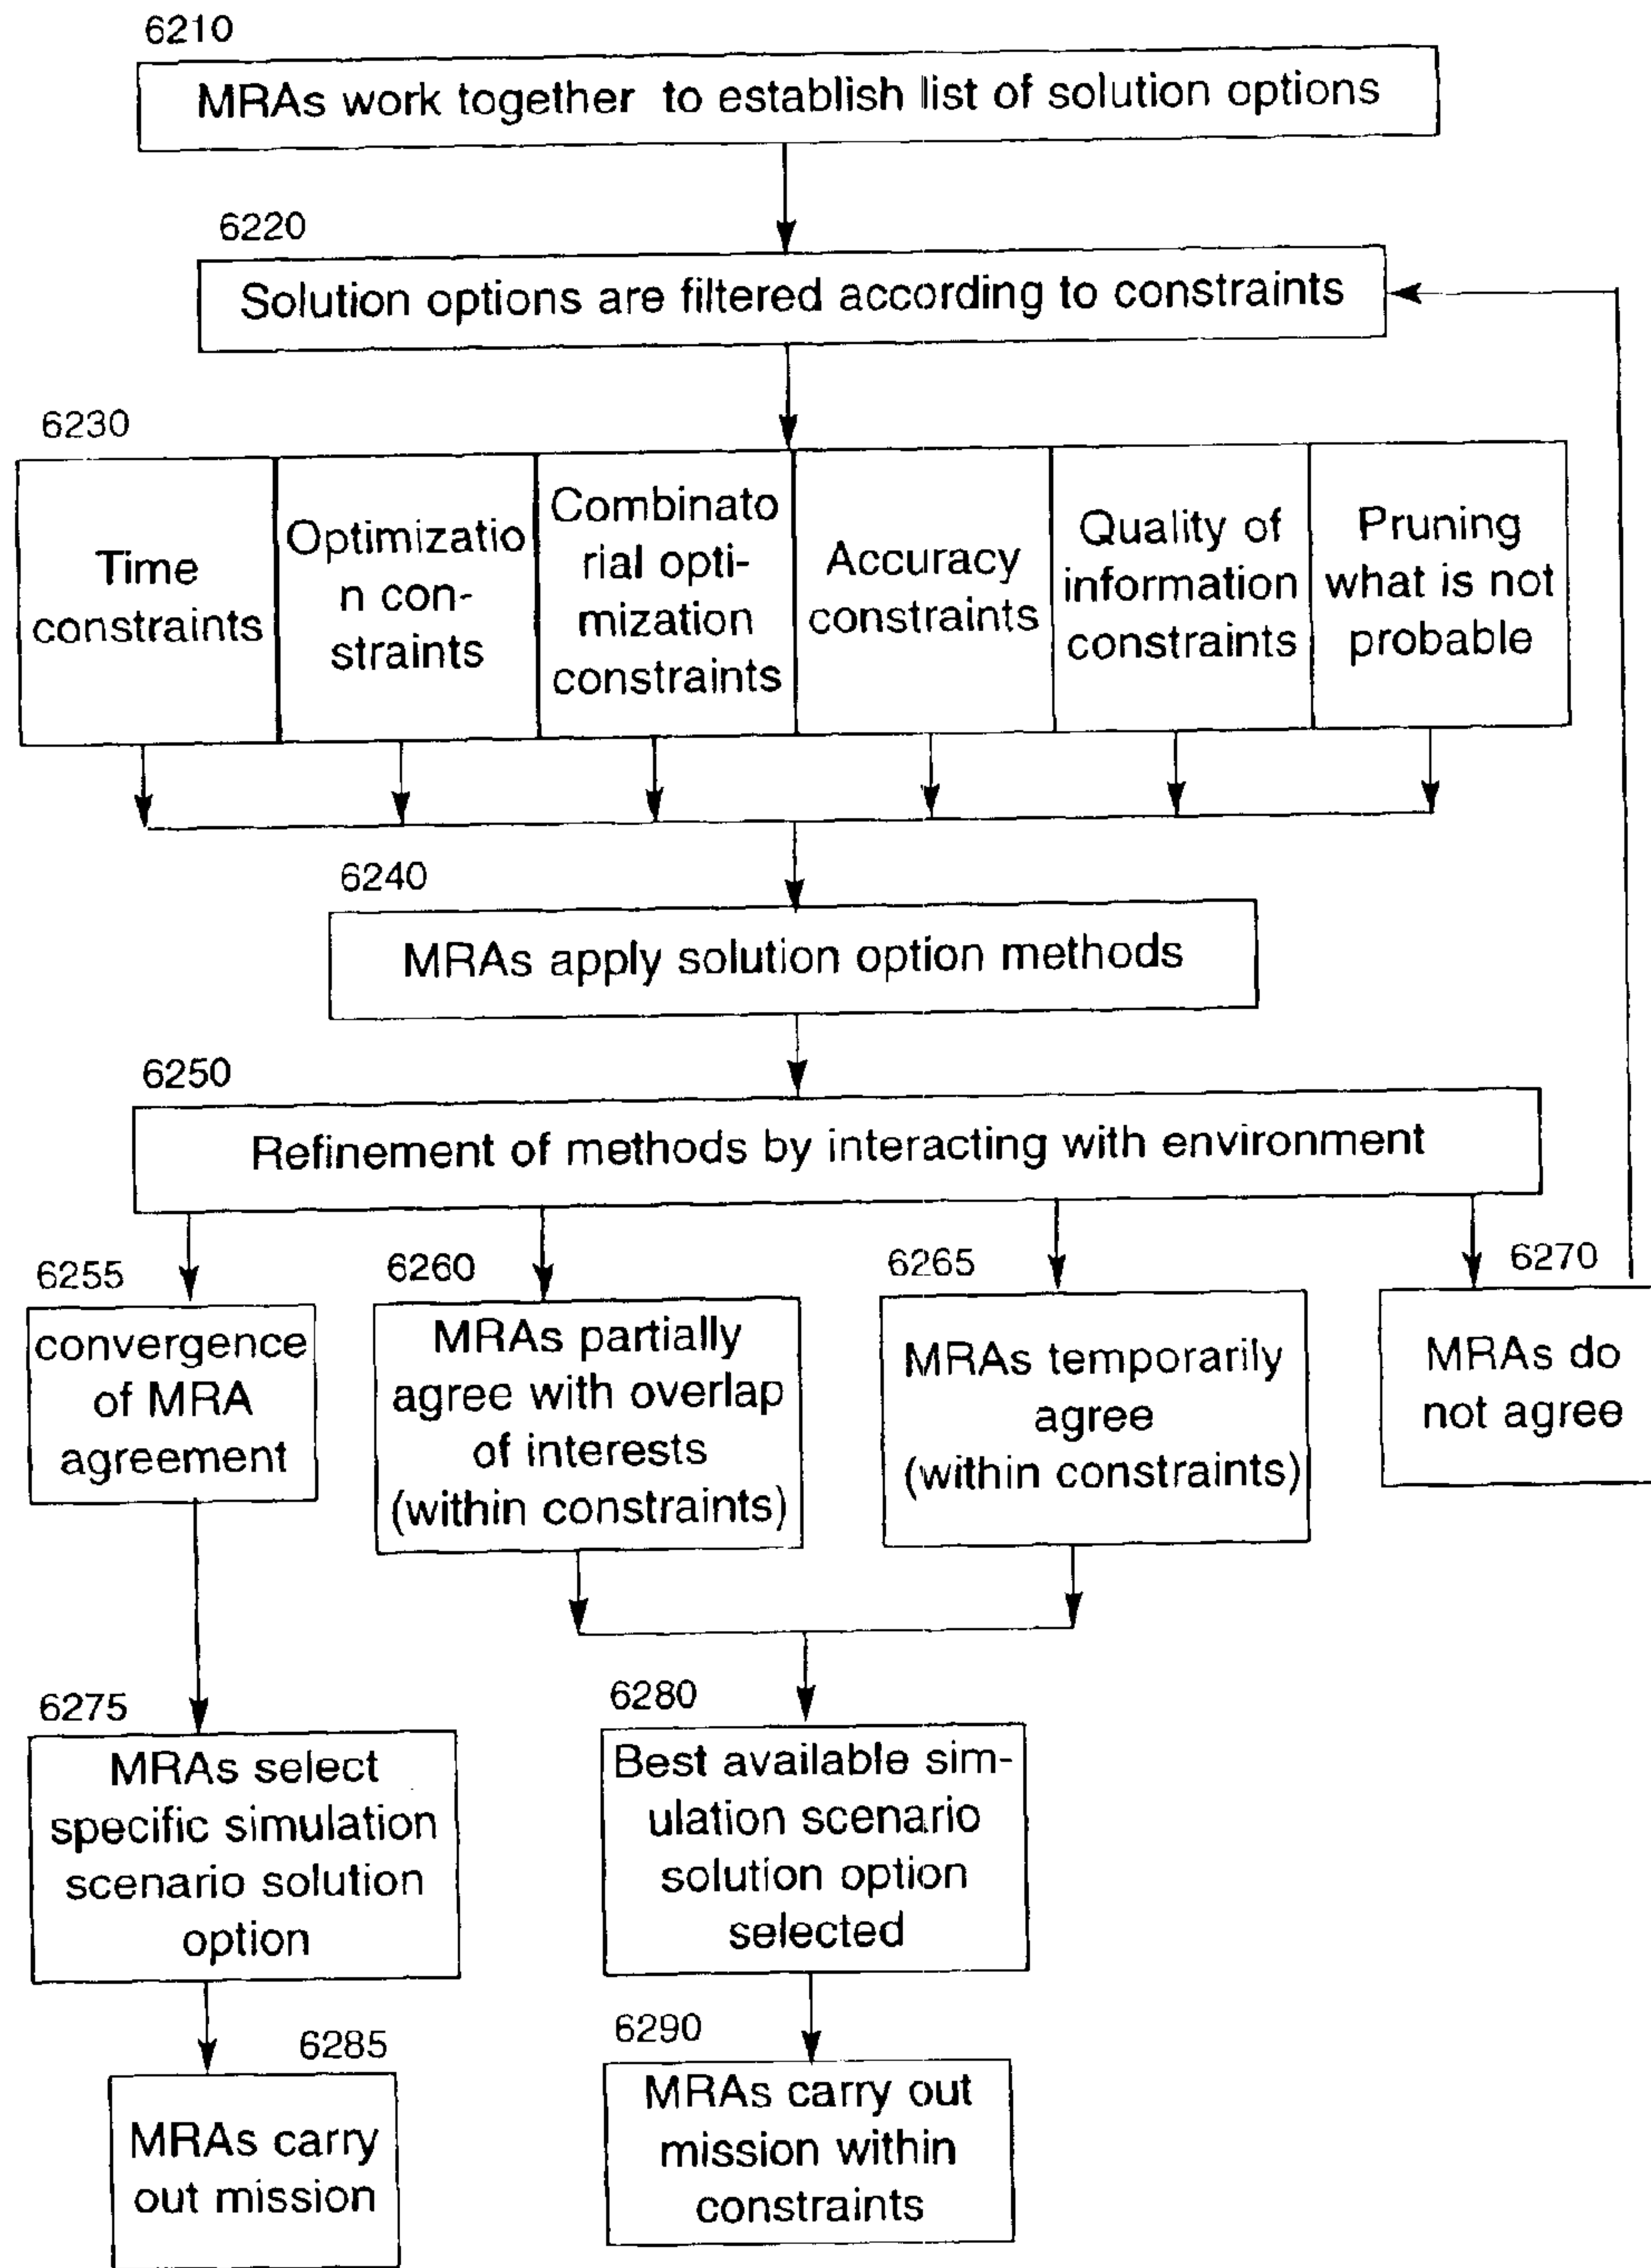 6210
MRAs work together to establish list of solution options
6220
Solution options are filtered according to constraints
6230
Time
constraints
Optimizatio
n con-
straints
Combinato
rial opti-
mization
constraints
Accuracy
constraints
Quality of
information
constraints
Pruning
what is not
probable
6240
MRAs apply solution option methods
6250
Refinement of methods by interacting with environment
6255
convergence
of MRA
agreement
6260
MRAs partially
agree with overlap
of interests
(within constraints)
6265
MRAs temporarily
agree
(within constraints)
6270
MRAs do
not agree
6275
MRAs select
specific simulation
scenario solution
option
6280
Best available sim-
ulation scenario
solution option
selected
6285
MRAs carry
out mission
6290
MRAs carry out
mission within
constraints